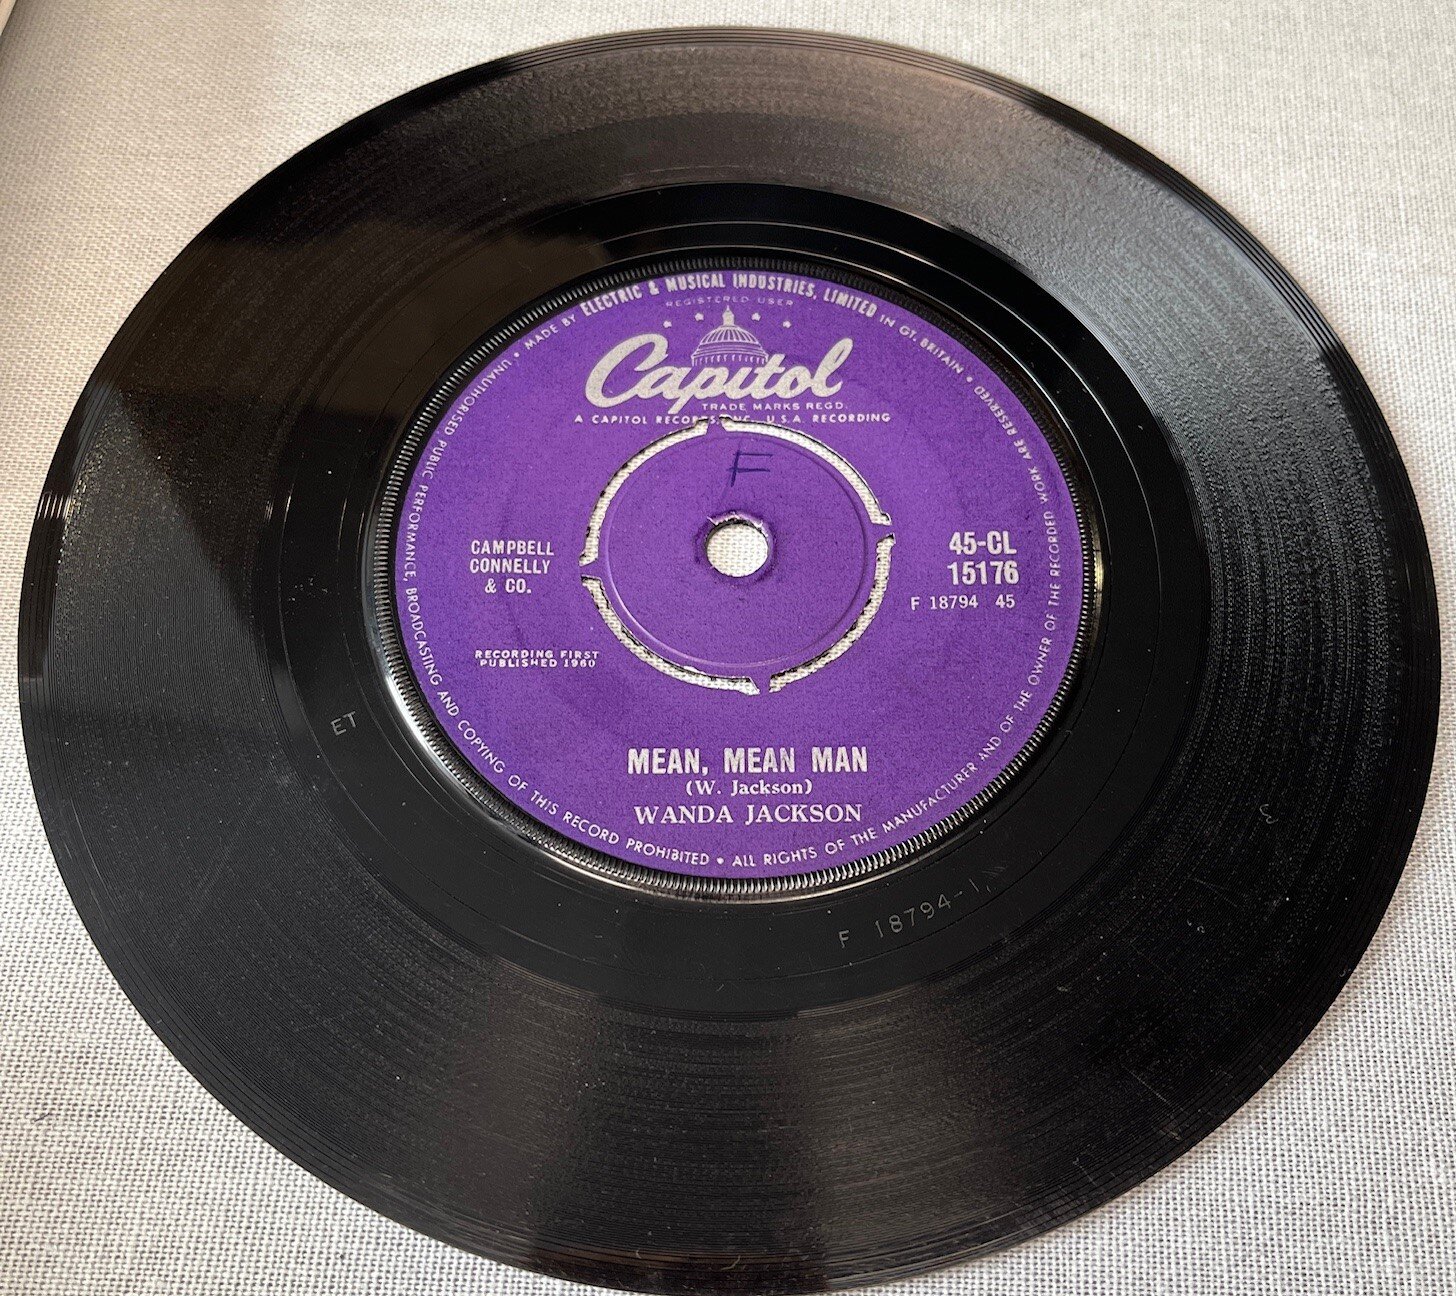 MADE BY ELECTRIC & MUSICAL INDUSTRIES, LIMITED IN GT. BRITAIN • ALL RIGHTS OF THE MANUFACTURER AND OF THE OWNER OF THE RECORDED WORK ARE RESERVED • UNAUTHORISED PUBLIC PERFORMANCE, BROADCASTING AND COPYING OF THIS RECORD PROHIBITED •
REGISTERED USER
Capitol
TRADE MARKS REGD.
A CAPITOL RECORDS, INC. U.S.A. RECORDING
F
CAMPBELL
CONNELLY
& CO.
45-CL
15176
F 18794 45
RECORDING FIRST
PUBLISHED 1960
MEAN, MEAN MAN
(W. Jackson)
WANDA JACKSON
ET
3
F 18794-1